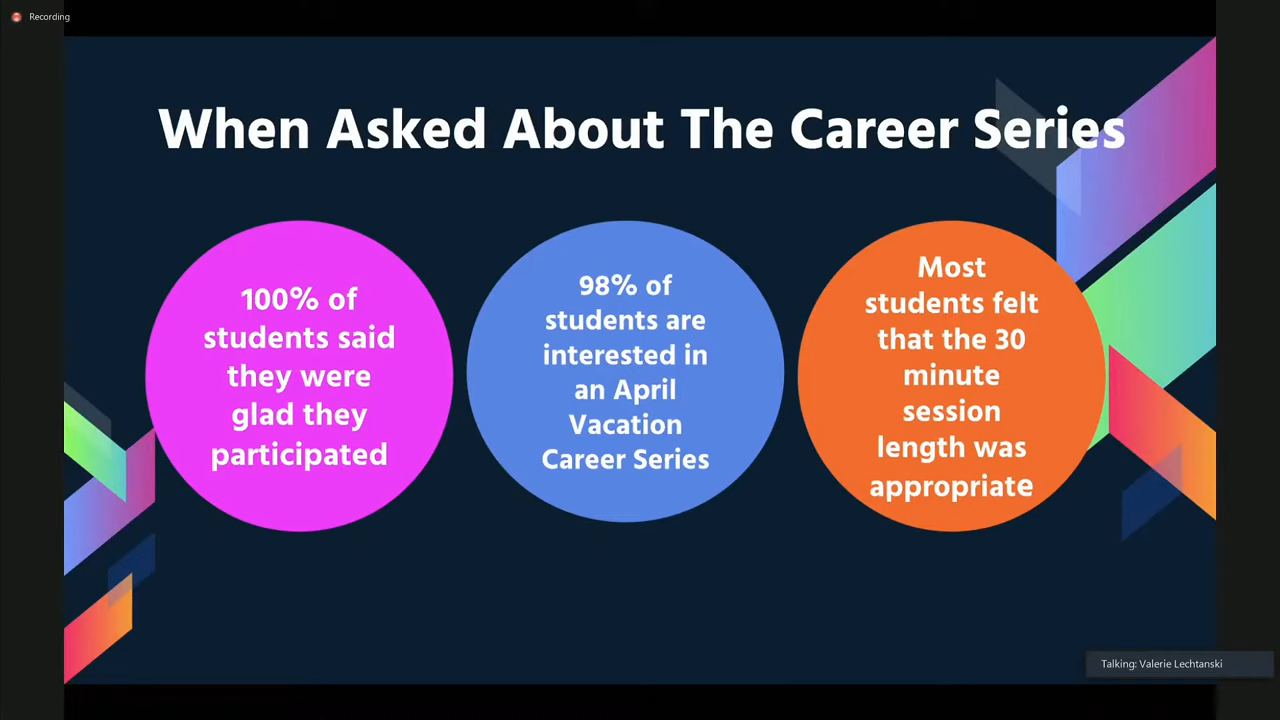 Recording
When Asked About The Career Series
100% of
students said
they were
glad they
participated
98% of
students are
interested in
an April
Vacation
Career Series
Most
students felt
that the 30
minute
session
length was
appropriate
Talking: Valerie Lechtanski